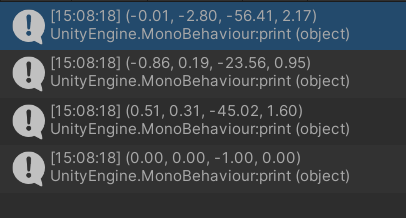 [15:08:18] (-0.01, -2.80, -56.41, 2.17)
UnityEngine.MonoBehaviour:print (object)
[15:08:18] (-0.86, 0.19, -23.56, 0.95)
UnityEngine.MonoBehaviour:print (object)
[15:08:18] (0.51, 0.31, -45.02, 1.60)
UnityEngine.MonoBehaviour:print (object)
[15:08:18] (0.00, 0.00, -1.00, 0.00)
UnityEngine.MonoBehaviour:print (object)